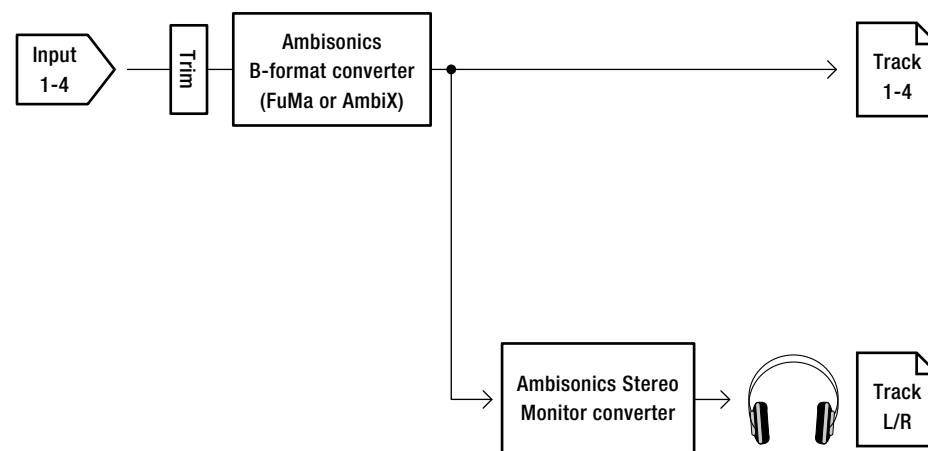 Input
1-4
Trim
Ambisonics
B-format converter
(FuMa or AmbiX)
Track
1-4
Ambisonics Stereo
Monitor converter
Track
L/R